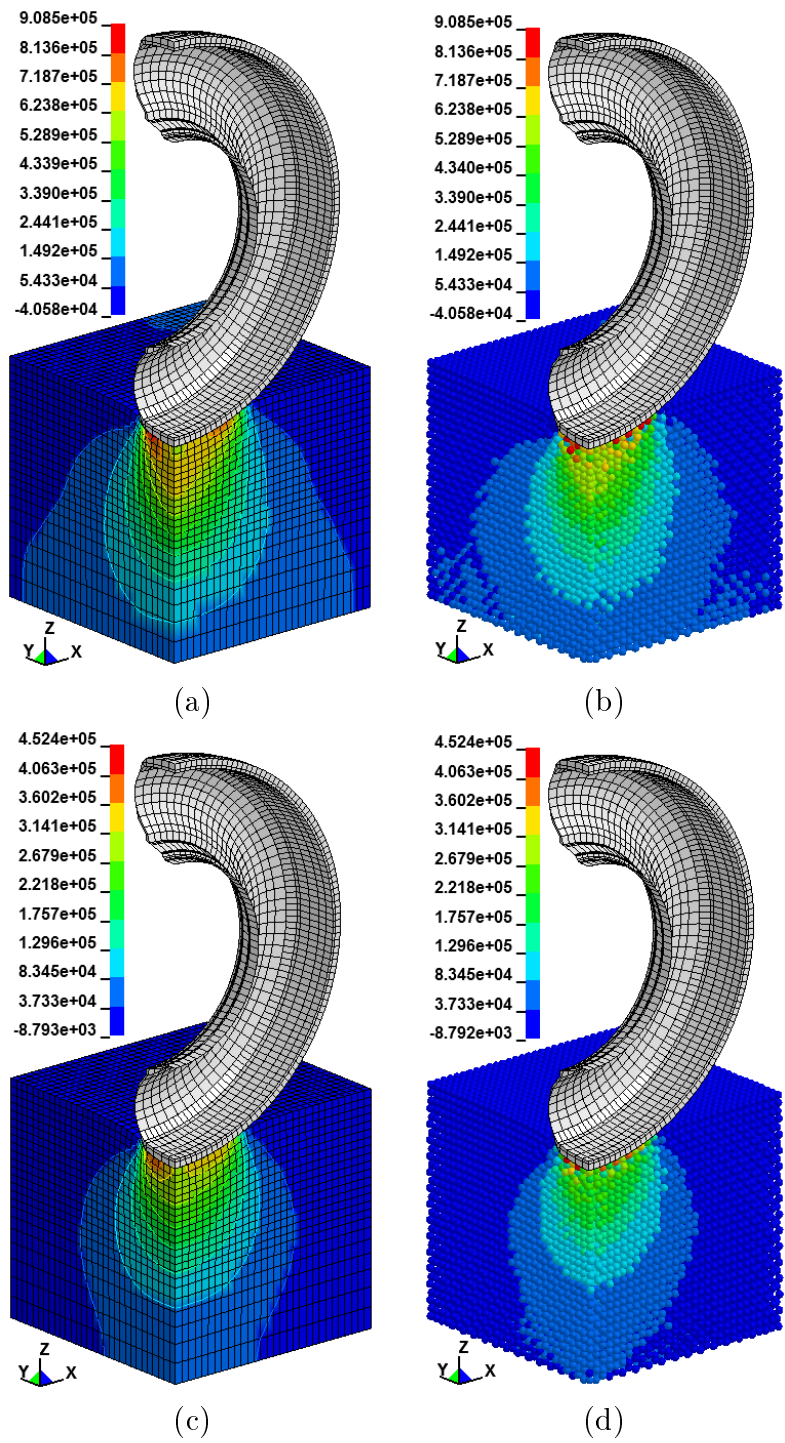 9.085e+05
8.136e+05
7.187e+05
6.238e+05
5.289e+05
4.339e+05
3.390e+05
2.441e+05
1.492e+05
5.433e+04
-4.058e+04
Z
Y
X
(a)
9.085e+05
8.136e+05
7.187e+05
6.238e+05
5.289e+05
4.340e+05
3.390e+05
2.441e+05
1.492e+05
5.433e+04
-4.058e+04
Z
Y
X
(b)
4.524e+05
4.063e+05
3.602e+05
3.141e+05
2.679e+05
2.218e+05
1.757e+05
1.296e+05
8.345e+04
3.733e+04
-8.793e+03
Z
Y
X
(c)
4.524e+05
4.063e+05
3.602e+05
3.141e+05
2.679e+05
2.218e+05
1.757e+05
1.296e+05
8.345e+04
3.733e+04
-8.792e+03
Z
Y
X
(d)